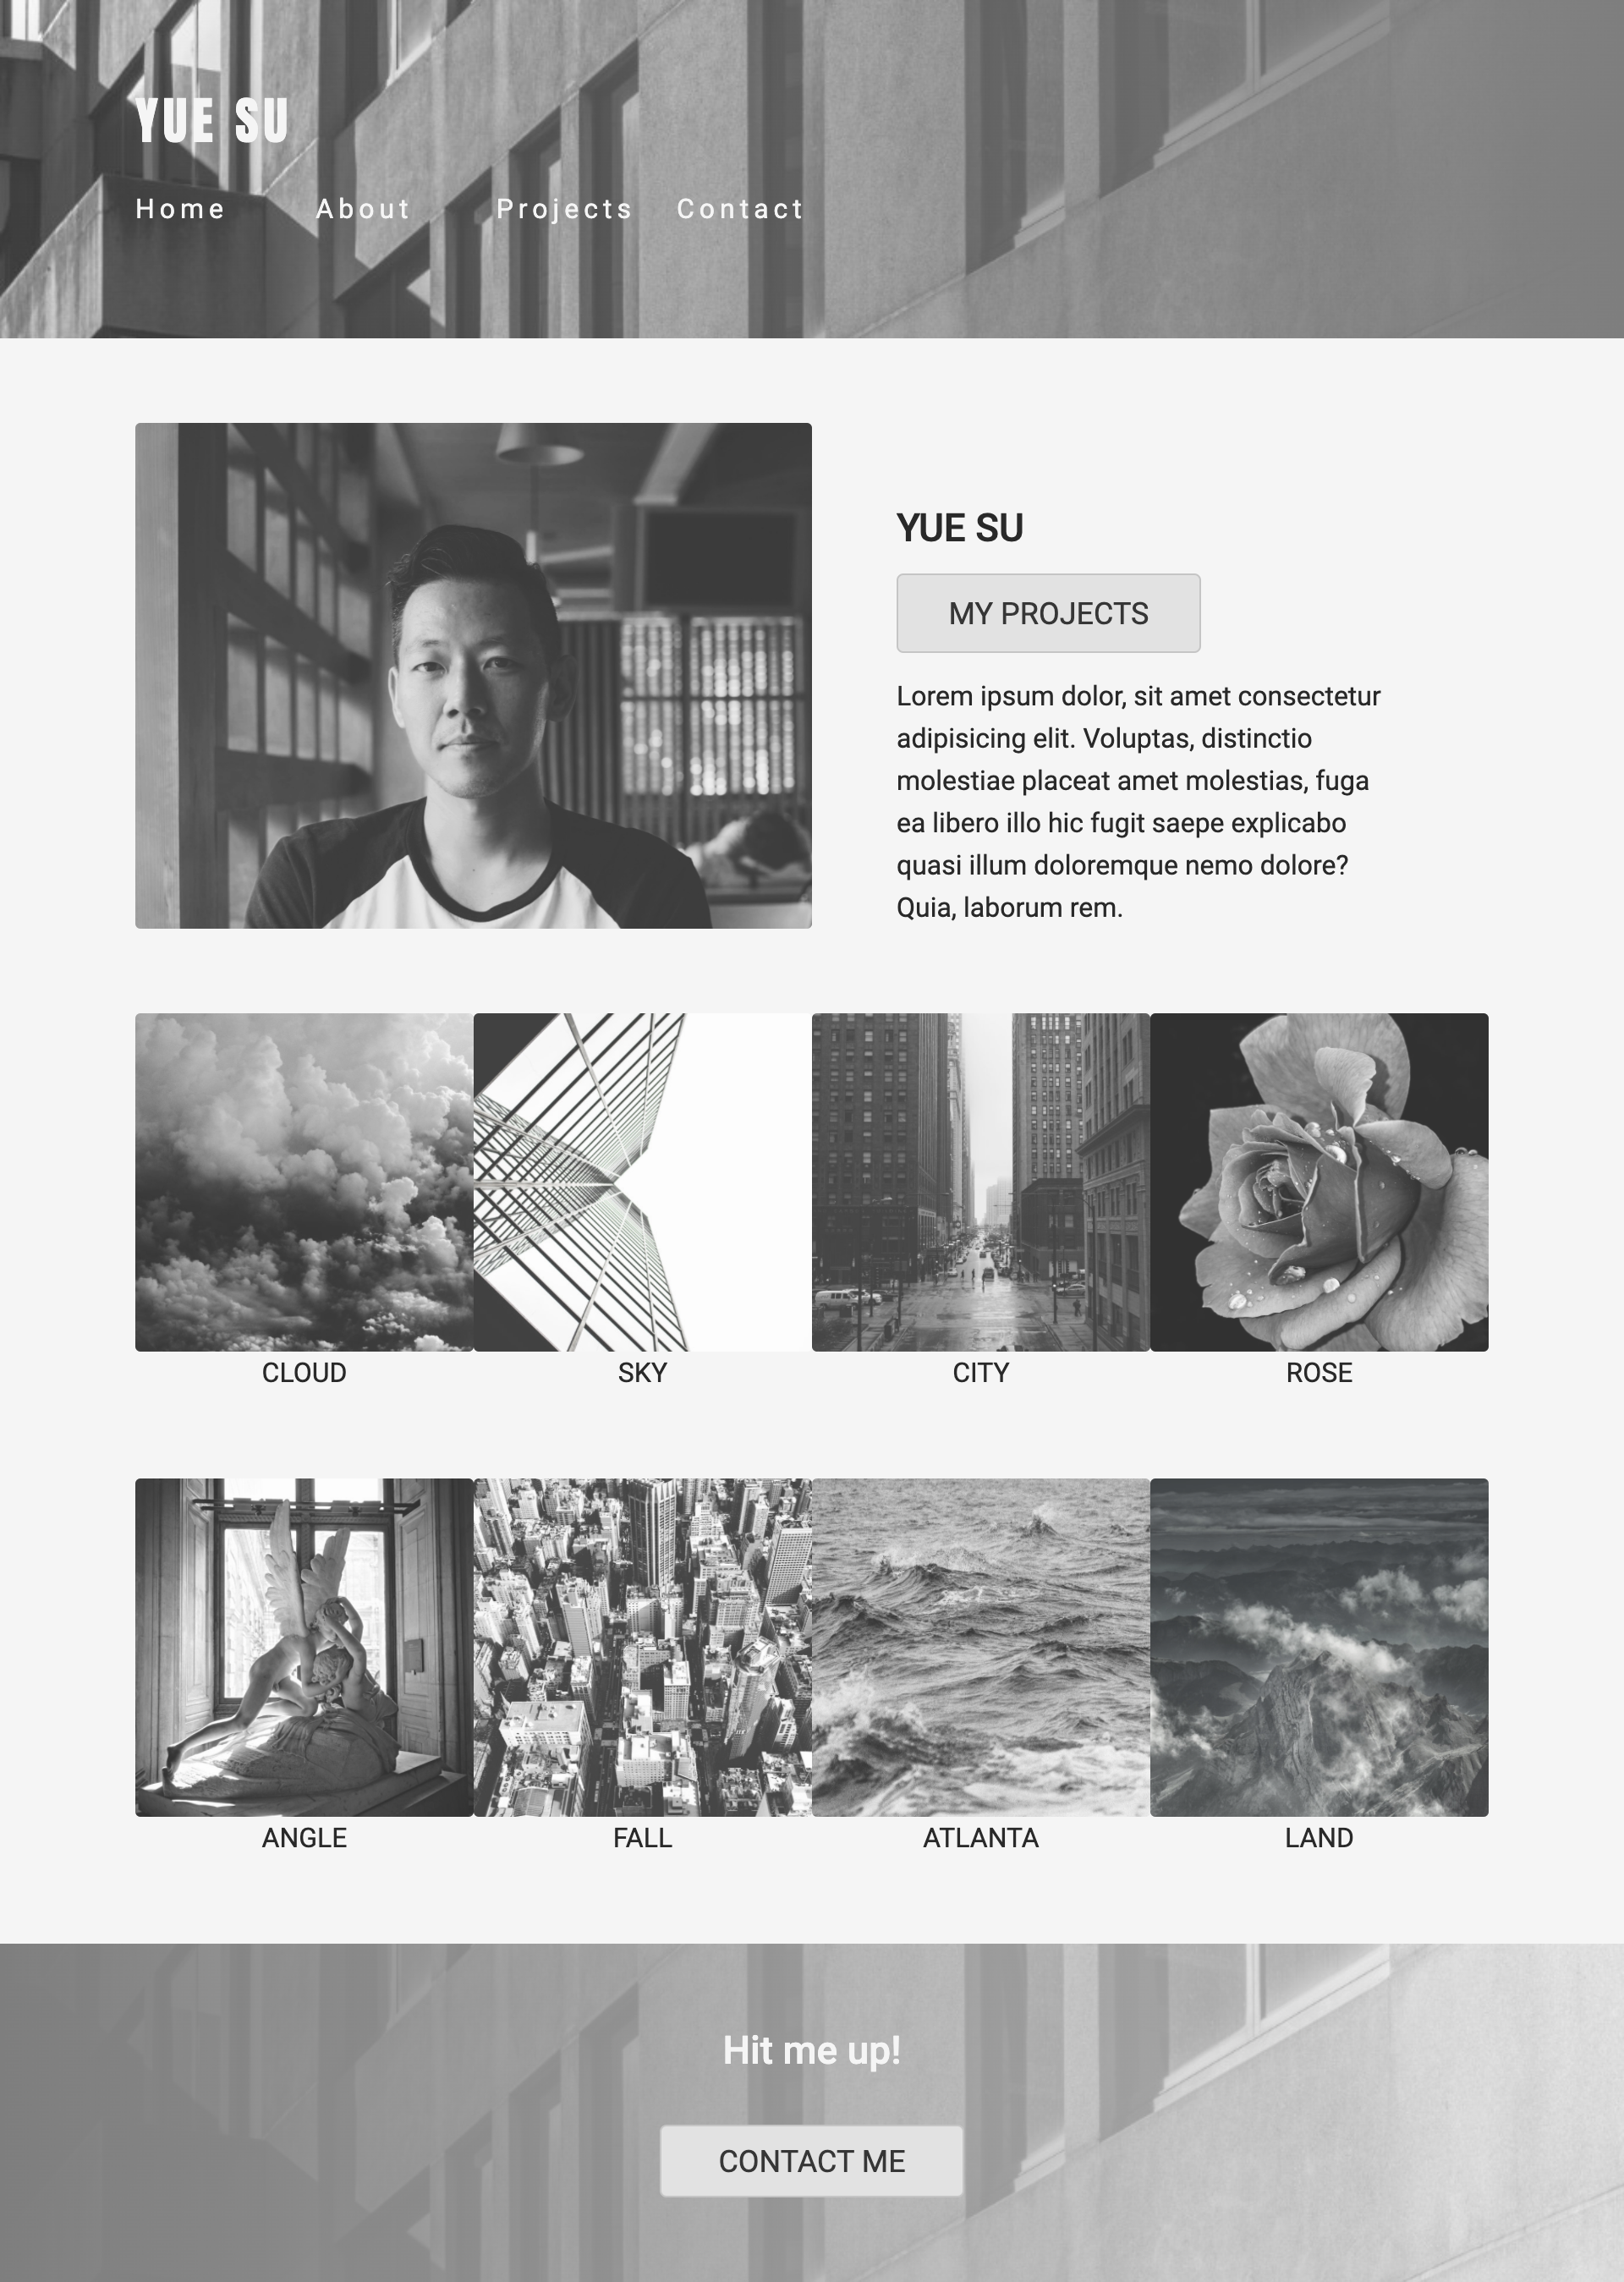 YUE SU
Home About Projects Contact
YUE SU
MY PROJECTS
Lorem ipsum dolor, sit amet consectetur
adipisicing elit. Voluptas, distinctio
molestiae placeat amet molestias, fuga
ea libero illo hic fugit saepe explicabo
quasi illum doloremque nemo dolore?
Quia, laborum rem.
CLOUD SKY CITY ROSE
ANGLE FALL ATLANTA LAND
Hit me up!
CONTACT ME